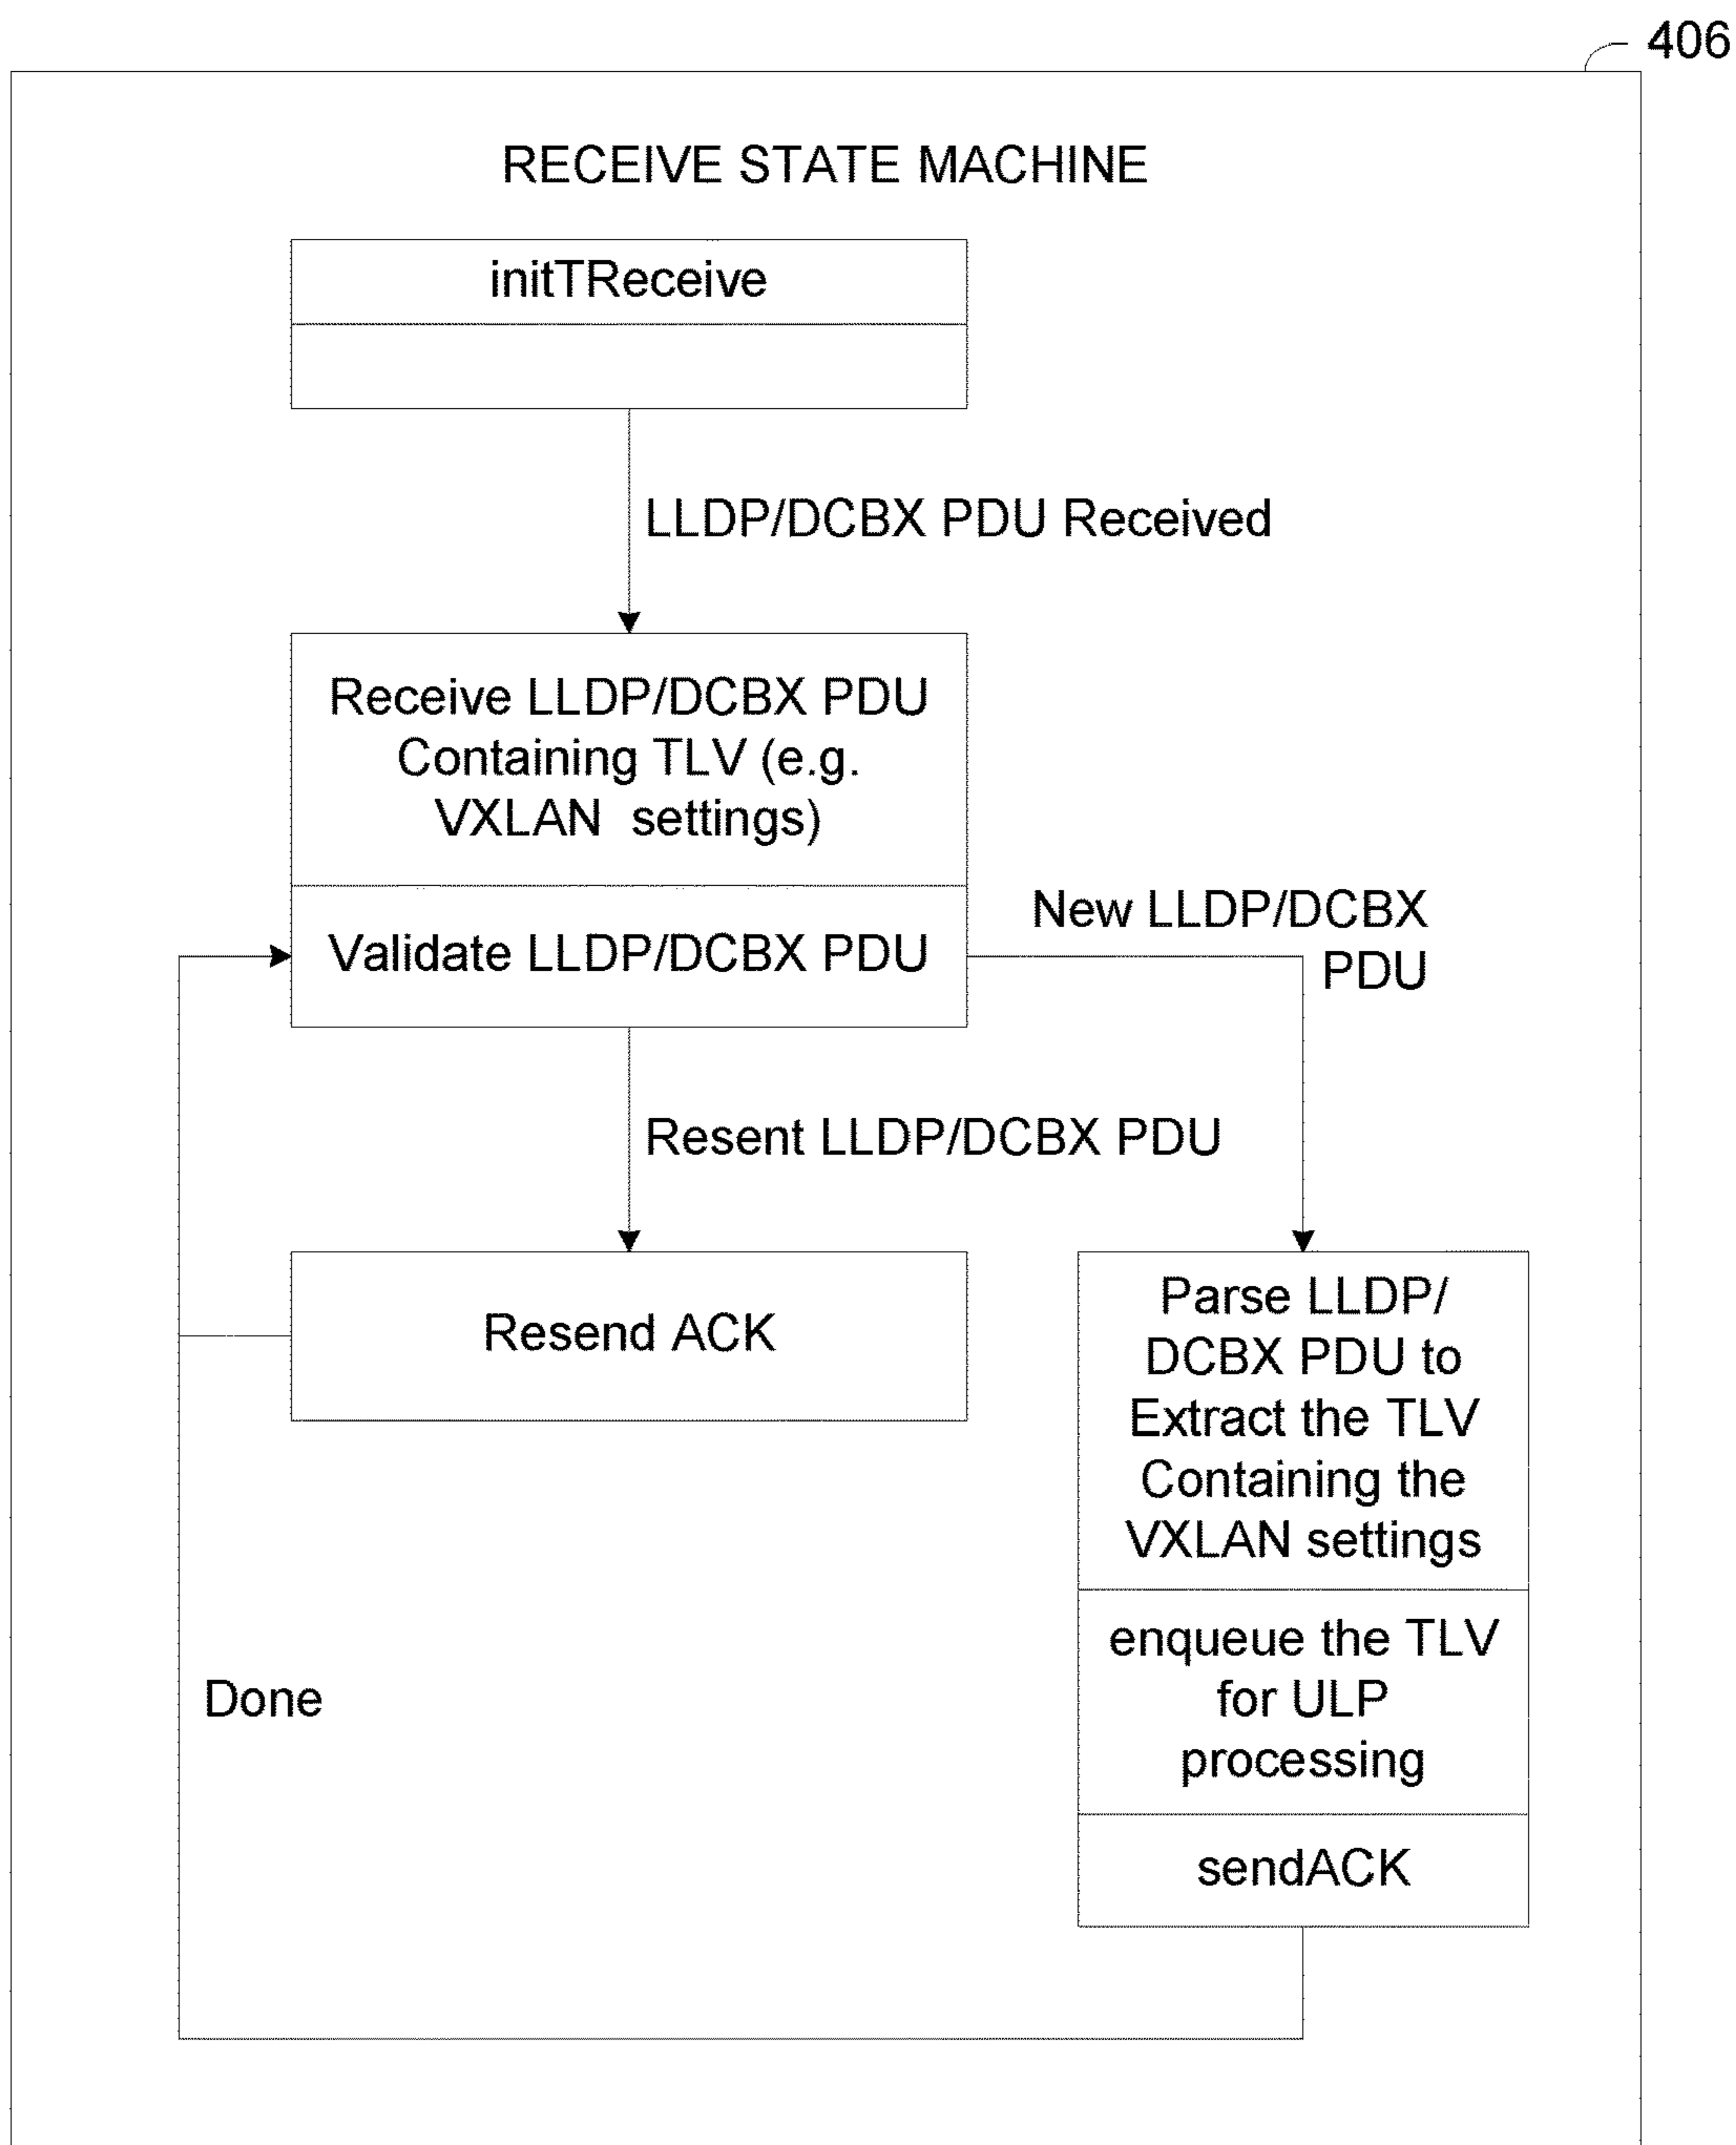 406
RECEIVE STATE MACHINE
initTReceive
LLDP/DCBX PDU Received
Receive LLDP/DCBX PDU
Containing TLV (e.g.
VXLAN settings)
Validate LLDP/DCBX PDU
New LLDP/DCBX
PDU
Resent LLDP/DCBX PDU
Resend ACK
Parse LLDP/
DCBX PDU to
Extract the TLV
Containing the
VXLAN settings
enqueue the TLV
for ULP
processing
sendACK
Done